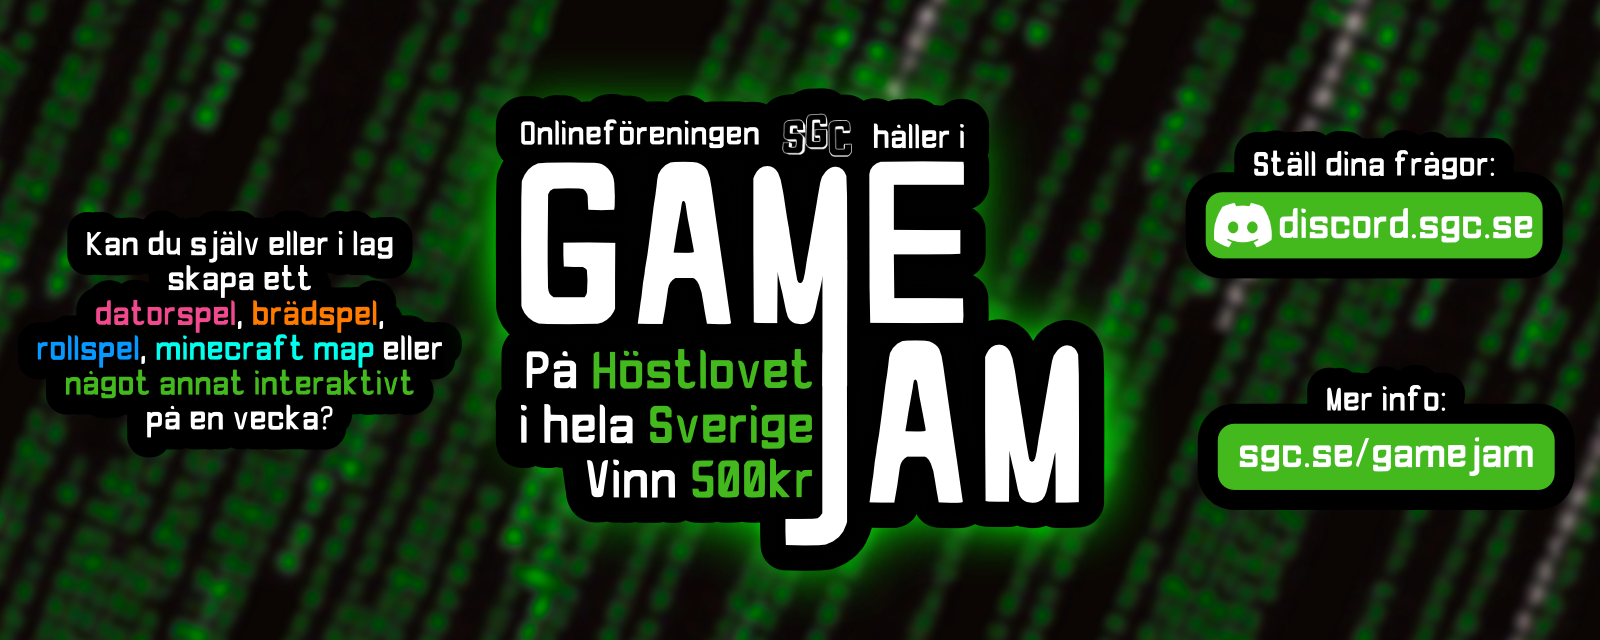 Kan du själv eller i lag
skapa ett
datorspel, brädspel,
rollspel, minecraft map eller
något annat interaktivt
på en vecka?
Onlineföreningen SGC håller i
GAME
JAM
På Höstlovet
i hela Sverige
Vinn 500kr
Ställ dina frågor:
discord.sgc.se
Mer info:
sgc.se/gamejam